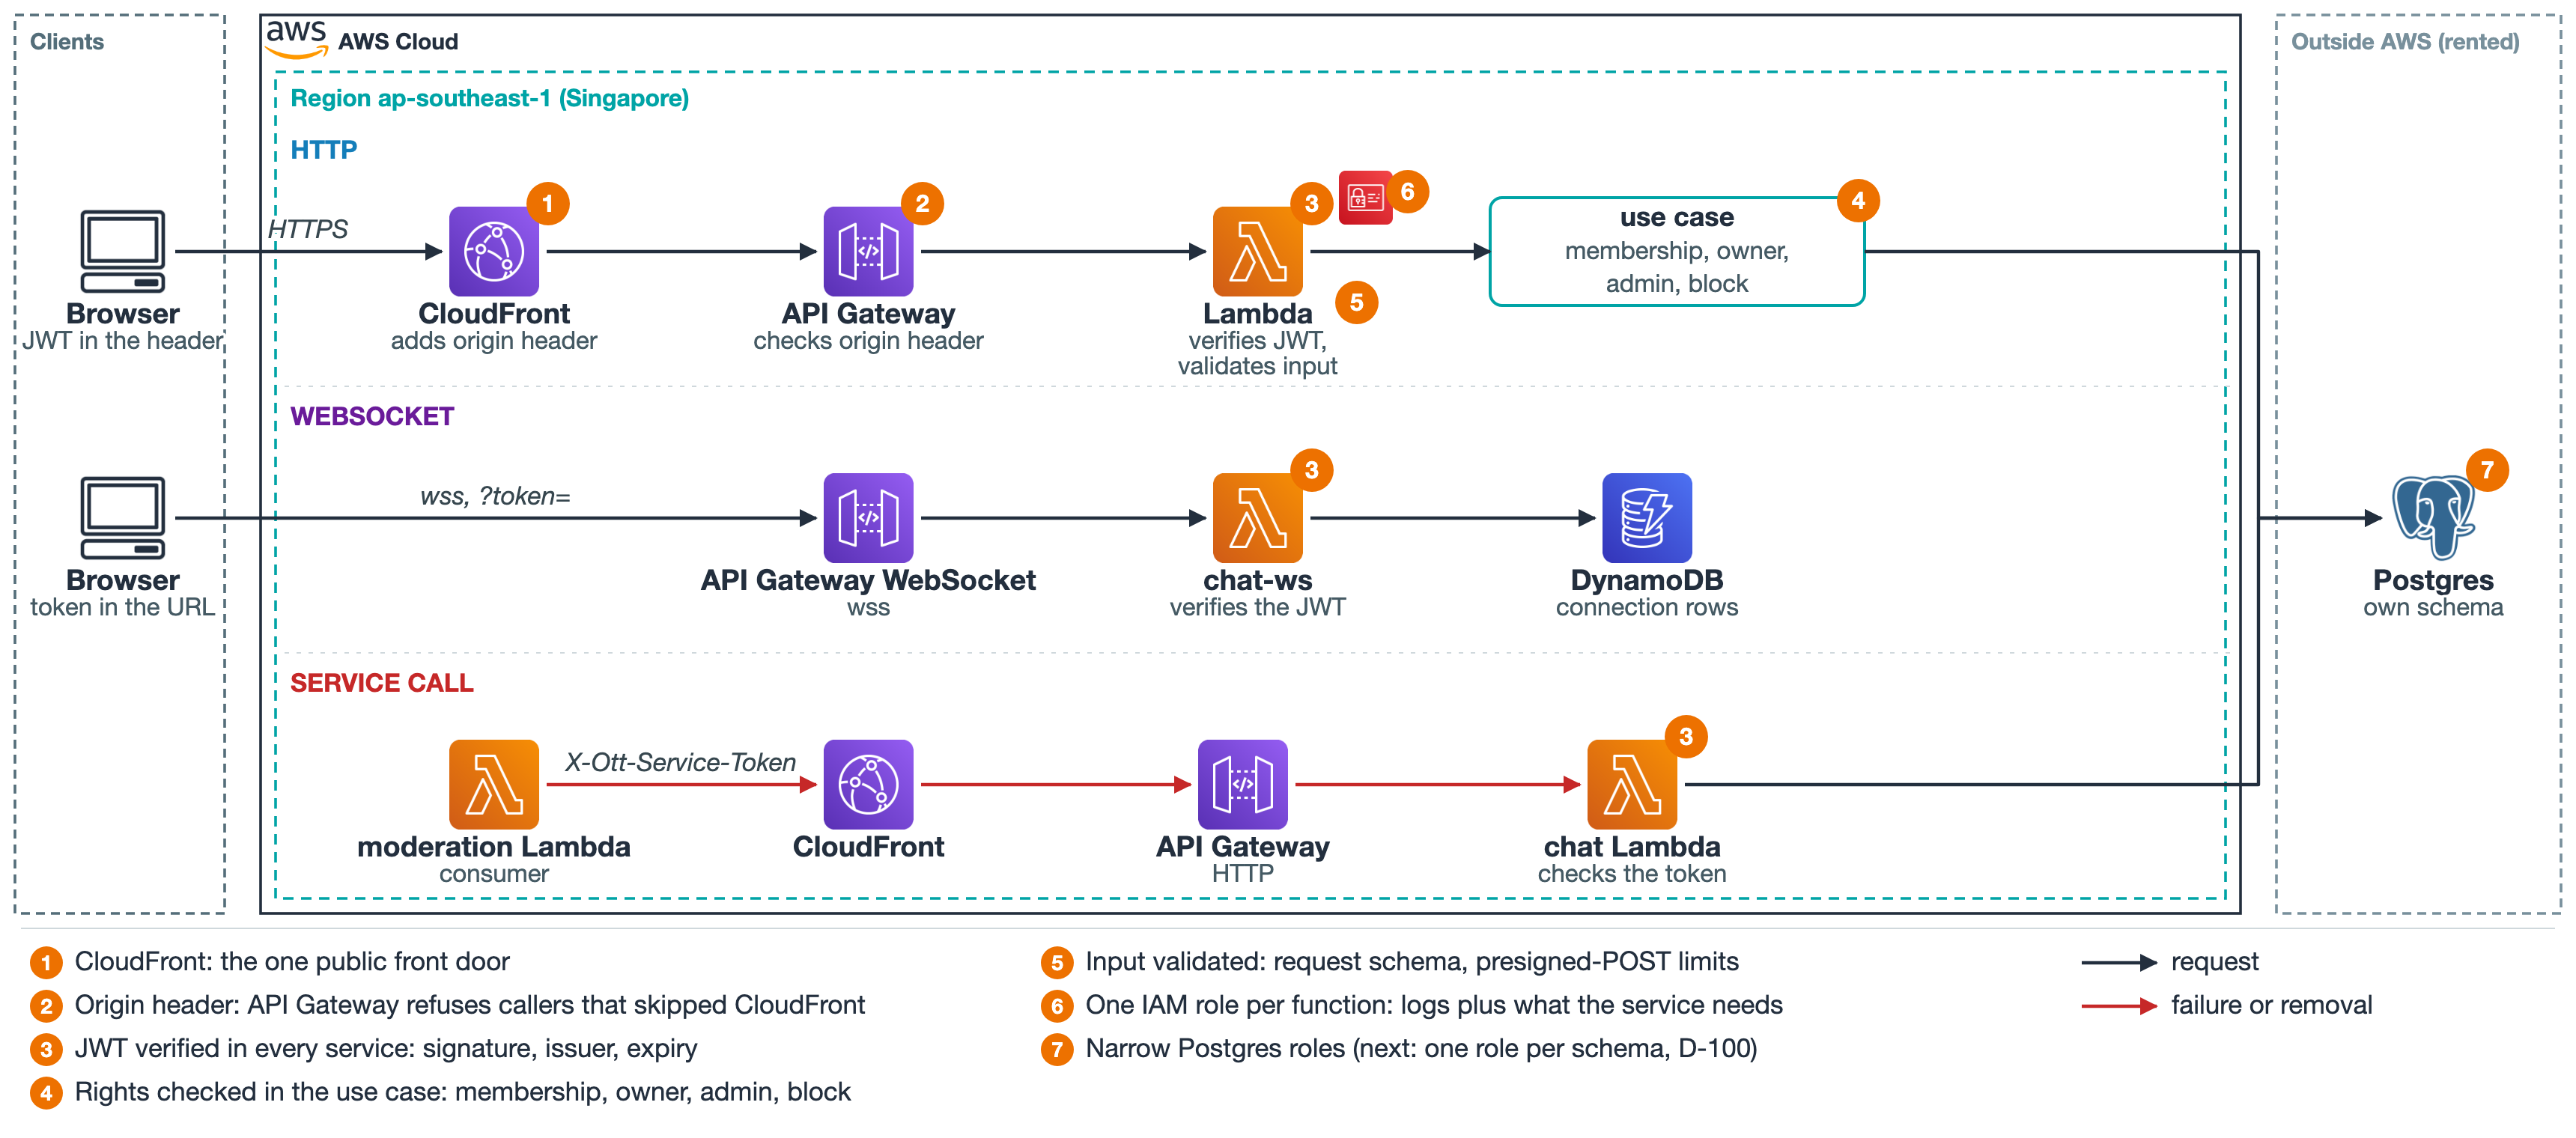 Clients
aws
AWS Cloud
Outside AWS (rented)
Region ap-southeast-1 (Singapore)
HTTP
HTTPS
1
2
3
6
4
use case
membership, owner,
admin, block
5
Browser
JWT in the header
CloudFront
adds origin header
API Gateway
checks origin header
Lambda
verifies JWT,
validates input
WEBSOCKET
wss, ?token=
3
7
Browser
token in the URL
API Gateway WebSocket
wss
chat-ws
verifies the JWT
DynamoDB
connection rows
Postgres
own schema
SERVICE CALL
X-Ott-Service-Token
3
moderation Lambda
consumer
CloudFront
API Gateway
HTTP
chat Lambda
checks the token
1 CloudFront: the one public front door
2 Origin header: API Gateway refuses callers that skipped CloudFront
3 JWT verified in every service: signature, issuer, expiry
4 Rights checked in the use case: membership, owner, admin, block
5 Input validated: request schema, presigned-POST limits
6 One IAM role per function: logs plus what the service needs
7 Narrow Postgres roles (next: one role per schema, D-100)
request
failure or removal